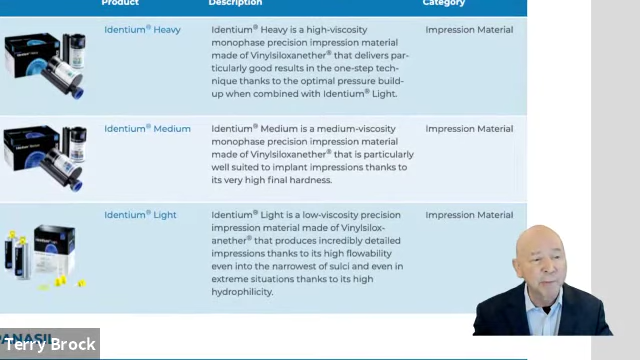 Product Description Category
Identium® Heavy
Identium® Heavy is a high-viscosity
monophase precision impression material
made of Vinylsiloxanether® that delivers par-
ticularly good results in the one-step tech-
nique thanks to the optimal pressure build-
up when combined with Identium® Light.
Impression Material
Identium® Medium
Identium® Medium is a medium-viscosity
monophase precision impression material
made of Vinylsiloxanether® that is particularly
well suited to implant impressions thanks to
its very high final hardness.
Impression Material
Identium® Light
Identium® Light is a low-viscosity precision
impression material made of Vinylsilox-
anether® that produces incredibly detailed
impressions thanks to its high flowability
even into the narrowest of sulci and even in
extreme situations thanks to its high
hydrophilicity.
Impression Material
PANASIL
Terry Brock